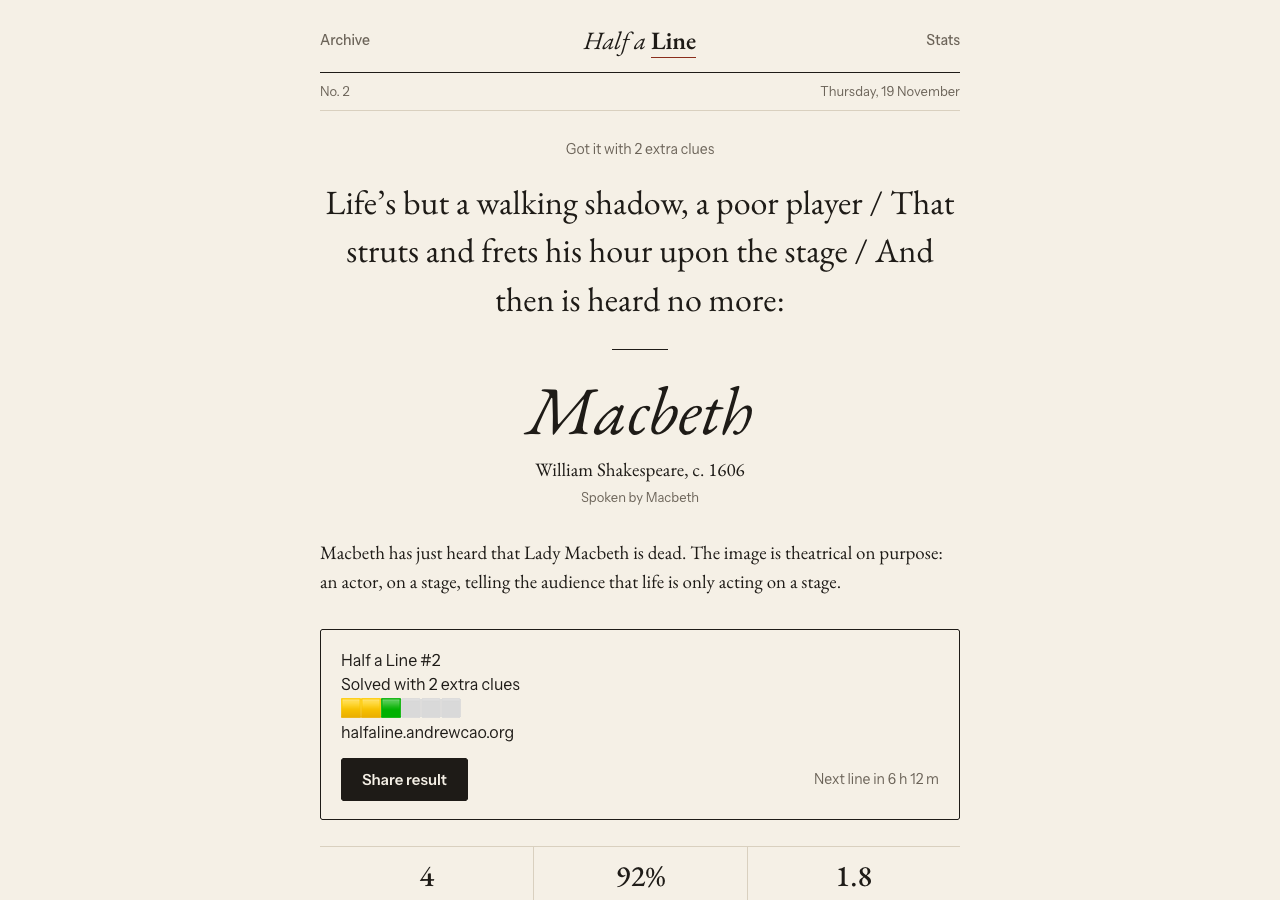 Archive
Half a Line
Stats
No. 2
Thursday, 19 November
Got it with 2 extra clues
Life’s but a walking shadow, a poor player / That
struts and frets his hour upon the stage / And
then is heard no more:
Macbeth
William Shakespeare, c. 1606
Spoken by Macbeth
Macbeth has just heard that Lady Macbeth is dead. The image is theatrical on purpose:
an actor, on a stage, telling the audience that life is only acting on a stage.
Half a Line #2
Solved with 2 extra clues
halfaline.andrewcao.org
Share result
Next line in 6 h 12 m
4
92%
1.8